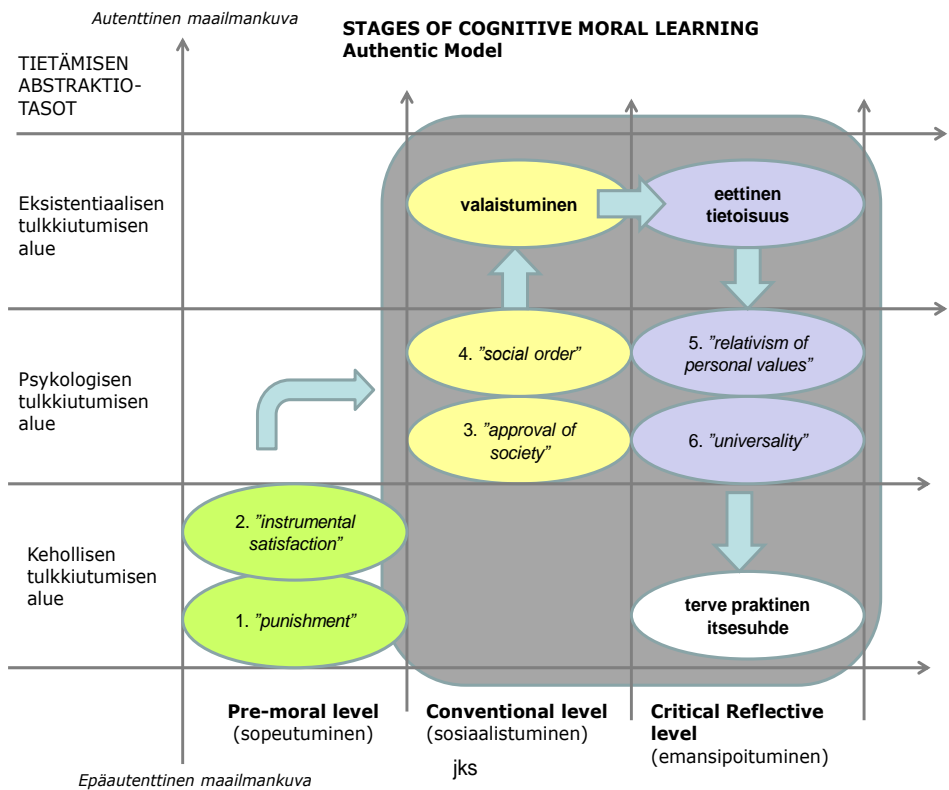 Autenttinen maailmankuva
STAGES OF COGNITIVE MORAL LEARNING
Authentic Model
TIETÄMISEN
ABSTRAKTIO-
TASOT
Eksistentiaalisen
tulkkiutumisen
alue
valaistuminen
eettinen
tietoisuus
Psykologisen
tulkkiutumisen
alue
4. ”social order”
5. ”relativism of
personal values”
3. ”approval of
society”
6. ”universality”
Kehollisen
tulkkiutumisen
alue
2. ”instrumental
satisfaction”
1. ”punishment”
terve praktinen
itsesuhde
Pre-moral level
(sopeutuminen)
Conventional level
(sosiaalistuminen)
Critical Reflective
level
(emansipoituminen)
jks
Epäautenttinen maailmankuva